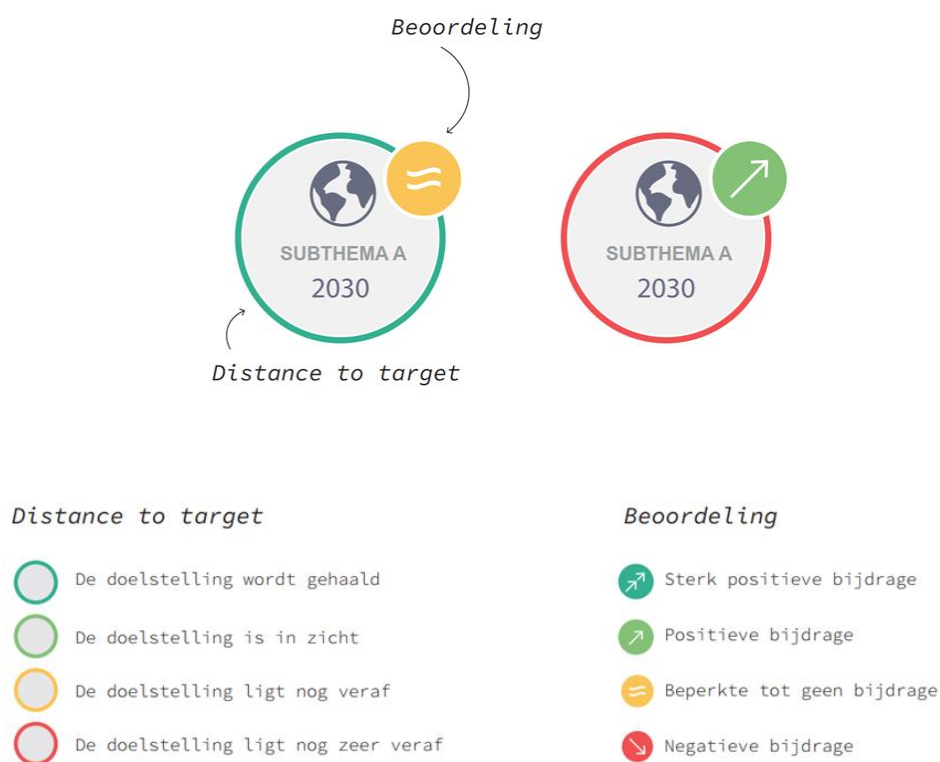 Beoordeling
SUBTHEMA A
2030
SUBTHEMA A
2030
Distance to target
Distance to target
De doelstelling wordt gehaald
De doelstelling is in zicht
De doelstelling ligt nog veraf
De doelstelling ligt nog zeer veraf
Beoordeling
Sterk positieve bijdrage
Positieve bijdrage
Beperkte tot geen bijdrage
Negatieve bijdrage